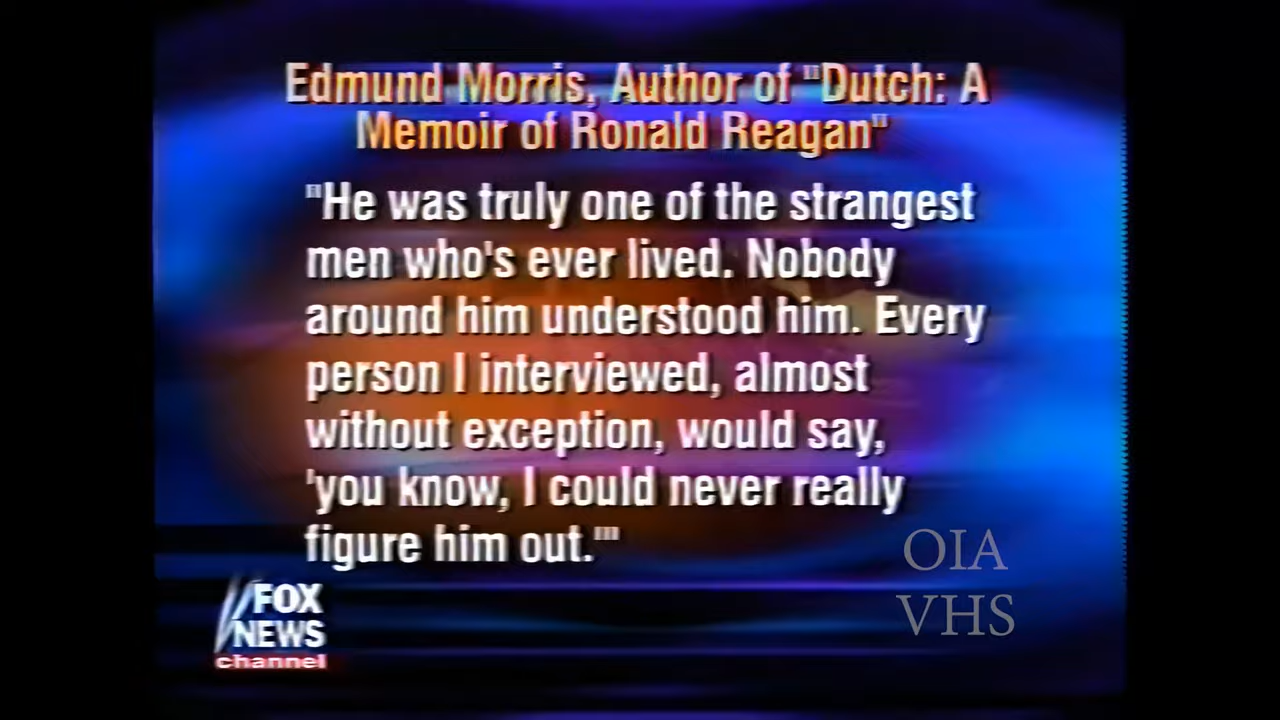 Edmund Morris, Author of "Dutch: A
Memoir of Ronald Reagan"
"He was truly one of the strangest
men who's ever lived. Nobody
around him understood him. Every
person I interviewed, almost
without exception, would say,
'you know, I could never really
figure him out.'"
FOX
NEWS
channel
OIA
VHS